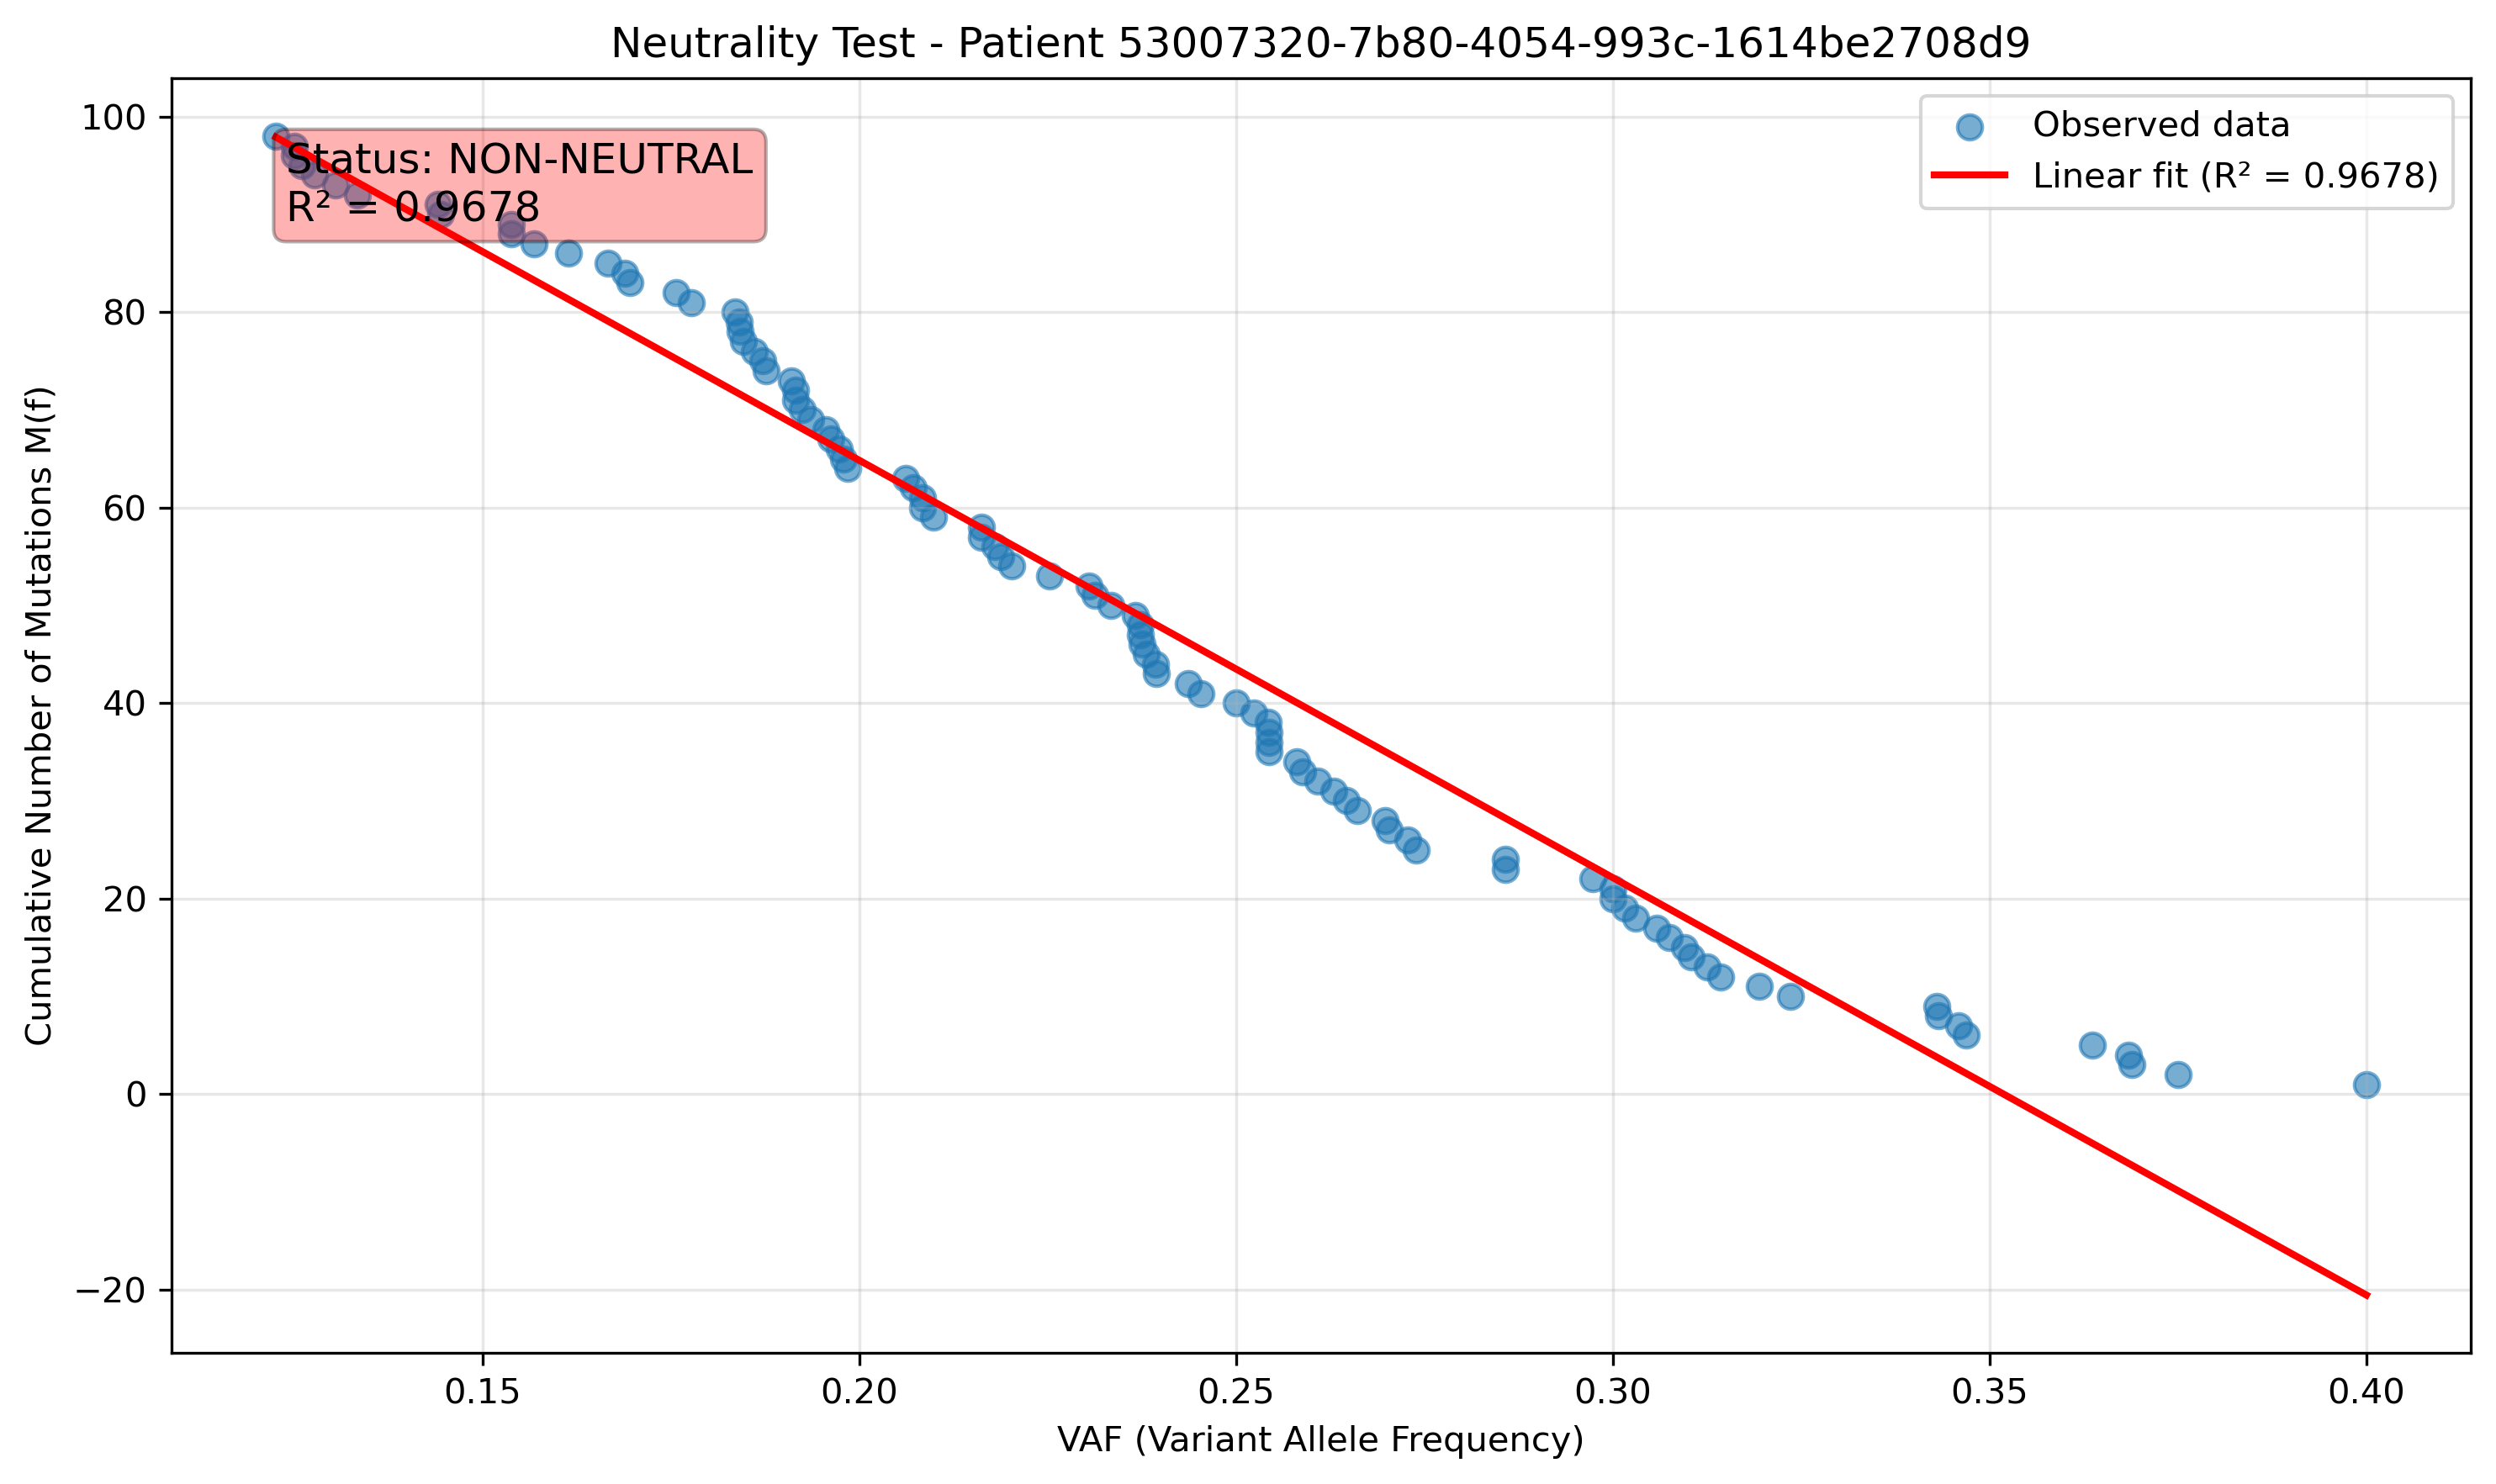 Neutrality Test - Patient 53007320-7b80-4054-993c-1614be2708d9
Status: NON-NEUTRAL
R² = 0.9678
Observed data
Linear fit (R² = 0.9678)
Cumulative Number of Mutations M(f)
100
80
60
40
20
0
−20
0.15
0.20
0.25
0.30
0.35
0.40
VAF (Variant Allele Frequency)